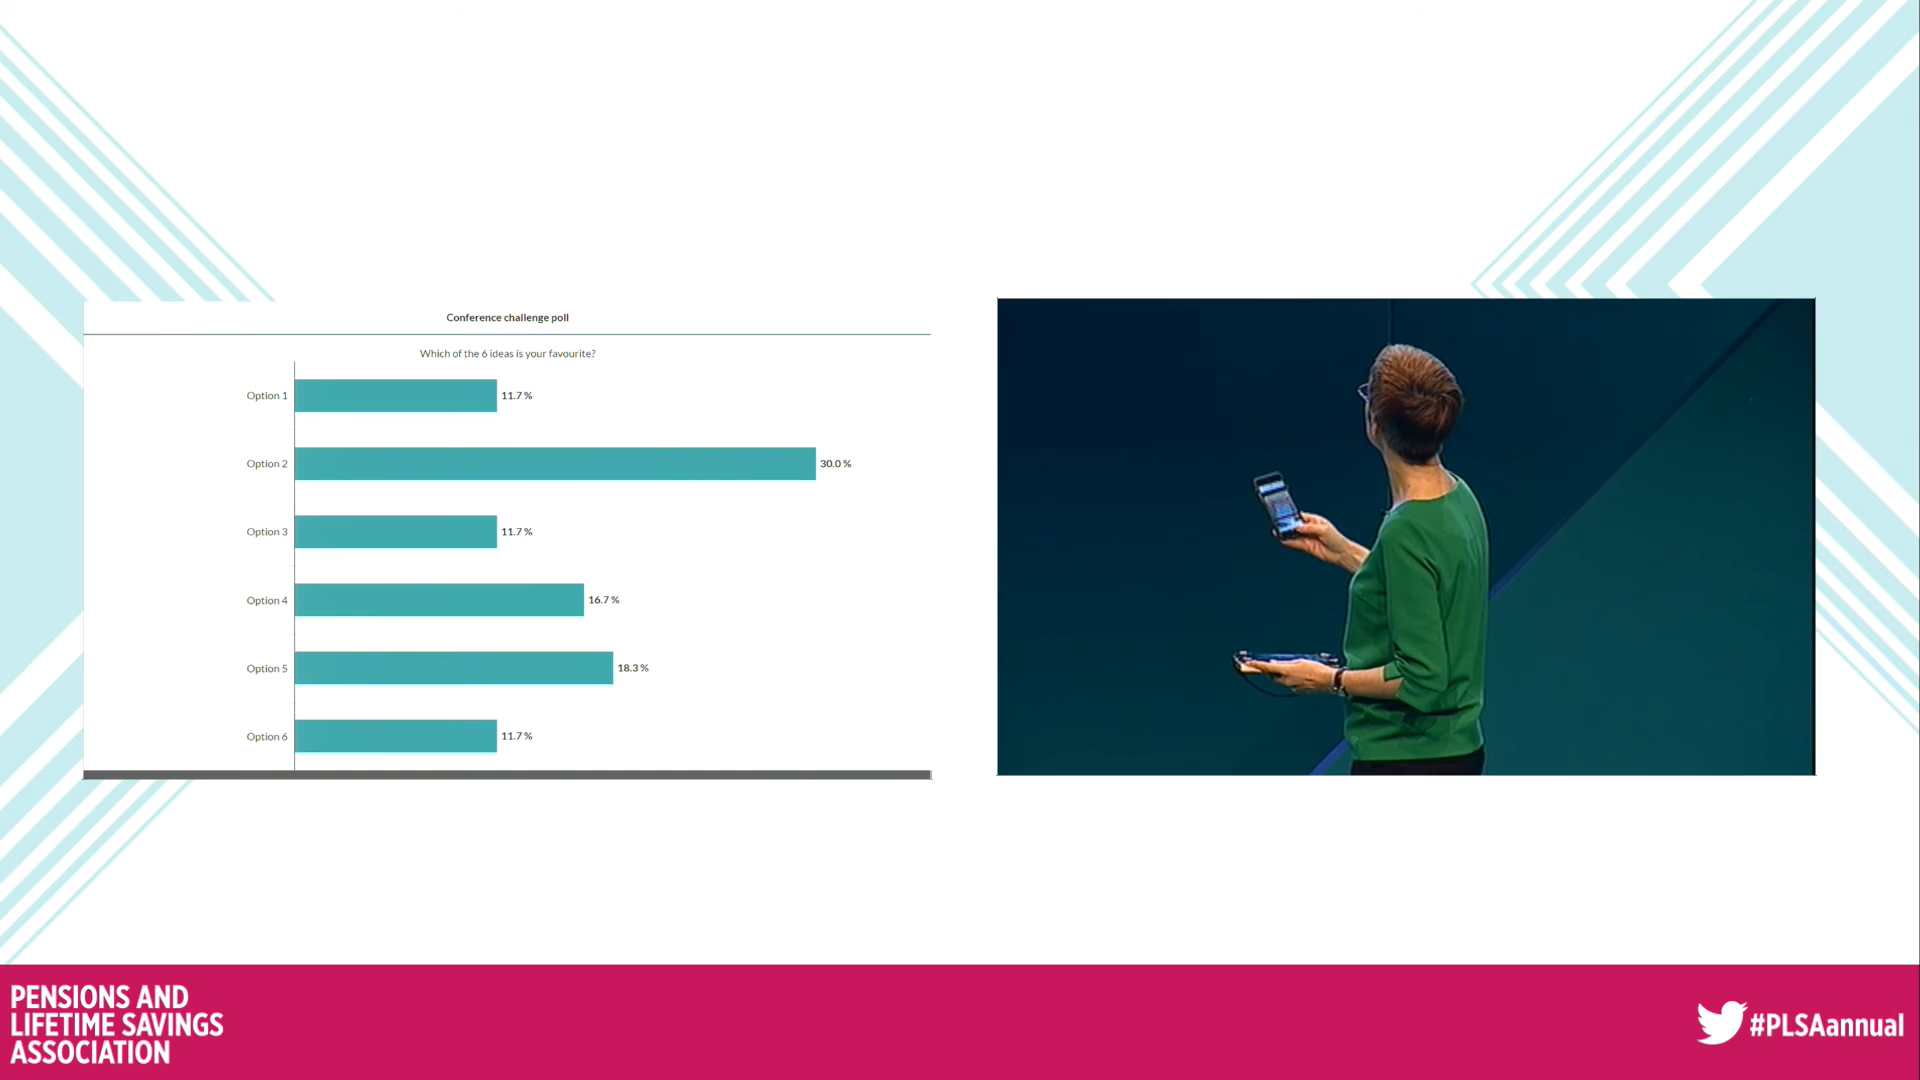 Conference challenge poll
Which of the 6 ideas is your favourite?
Option 1 11.7 %
Option 2 30.0 %
Option 3 11.7 %
Option 4 16.7 %
Option 5 18.3 %
Option 6 11.7 %
PENSIONS AND
LIFETIME SAVINGS
ASSOCIATION
#PLSAannual